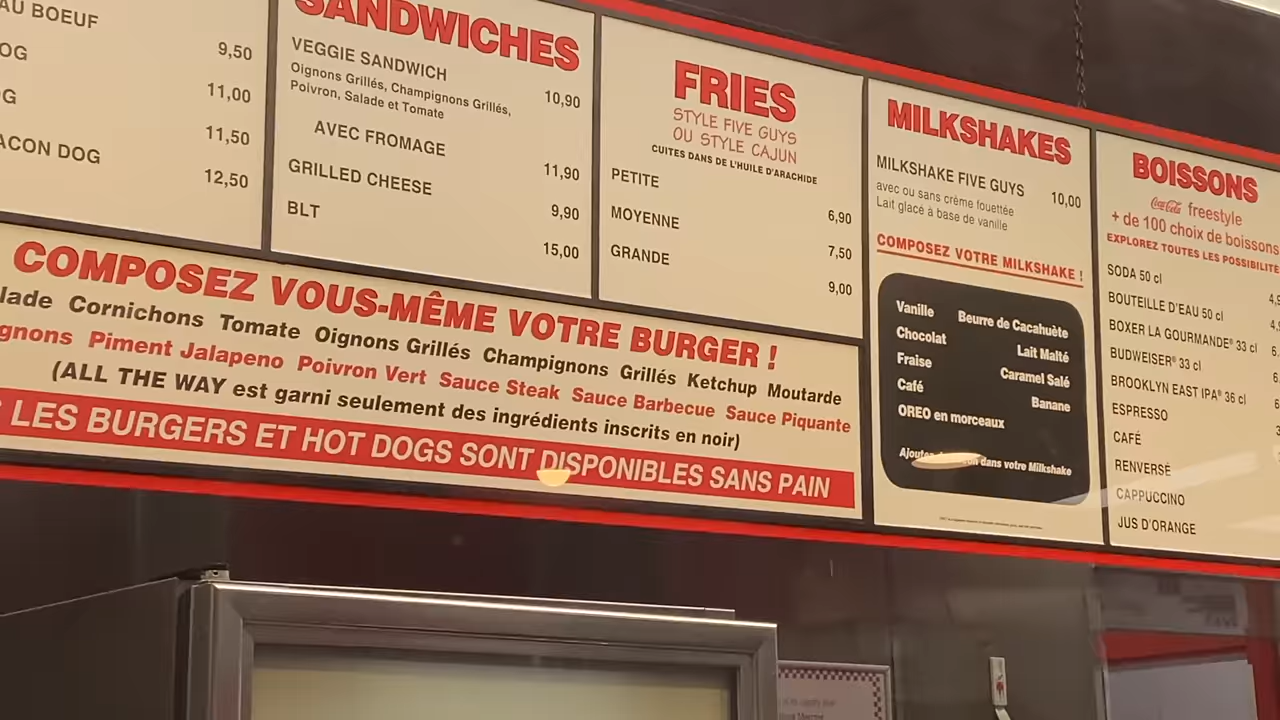 AU BOEUF
OG 9,50
G 11,00
ACON DOG 11,50
12,50
SANDWICHES
VEGGIE SANDWICH 10,90
Oignons Grillés, Champignons Grillés,
Poivron, Salade et Tomate
AVEC FROMAGE 11,90
GRILLED CHEESE 9,90
BLT 15,00
FRIES
STYLE FIVE GUYS
OU STYLE CAJUN
CUITES DANS DE L'HUILE D'ARACHIDE
PETITE 6,90
MOYENNE 7,50
GRANDE 9,00
MILKSHAKES
MILKSHAKE FIVE GUYS 10,00
avec ou sans crème fouettée
Lait glacé à base de vanille
COMPOSEZ VOTRE MILKSHAKE !
Vanille Beurre de Cacahuète
Chocolat Lait Malté
Fraise Caramel Salé
Café Banane
OREO en morceaux
dans votre Milkshake
BOISSONS
Coca-Cola freestyle
+ de 100 choix de boissons
EXPLOREZ TOUTES LES POSSIBILITÉ
SODA 50 cl
BOUTEILLE D'EAU 50 cl
BOXER LA GOURMANDE® 33 cl
BUDWEISER® 33 cl
BROOKLYN EAST IPA® 36 cl
ESPRESSO
CAFÉ
RENVERSÉ
CAPPUCCINO
JUS D'ORANGE
COMPOSEZ VOUS-MÊME VOTRE BURGER !
lade Cornichons Tomate Oignons Grillés Champignons Grillés Ketchup Moutarde
gnons Piment Jalapeno Poivron Vert Sauce Steak Sauce Barbecue Sauce Piquante
(ALL THE WAY est garni seulement des ingrédients inscrits en noir)
LES BURGERS ET HOT DOGS SONT DISPONIBLES SANS PAIN